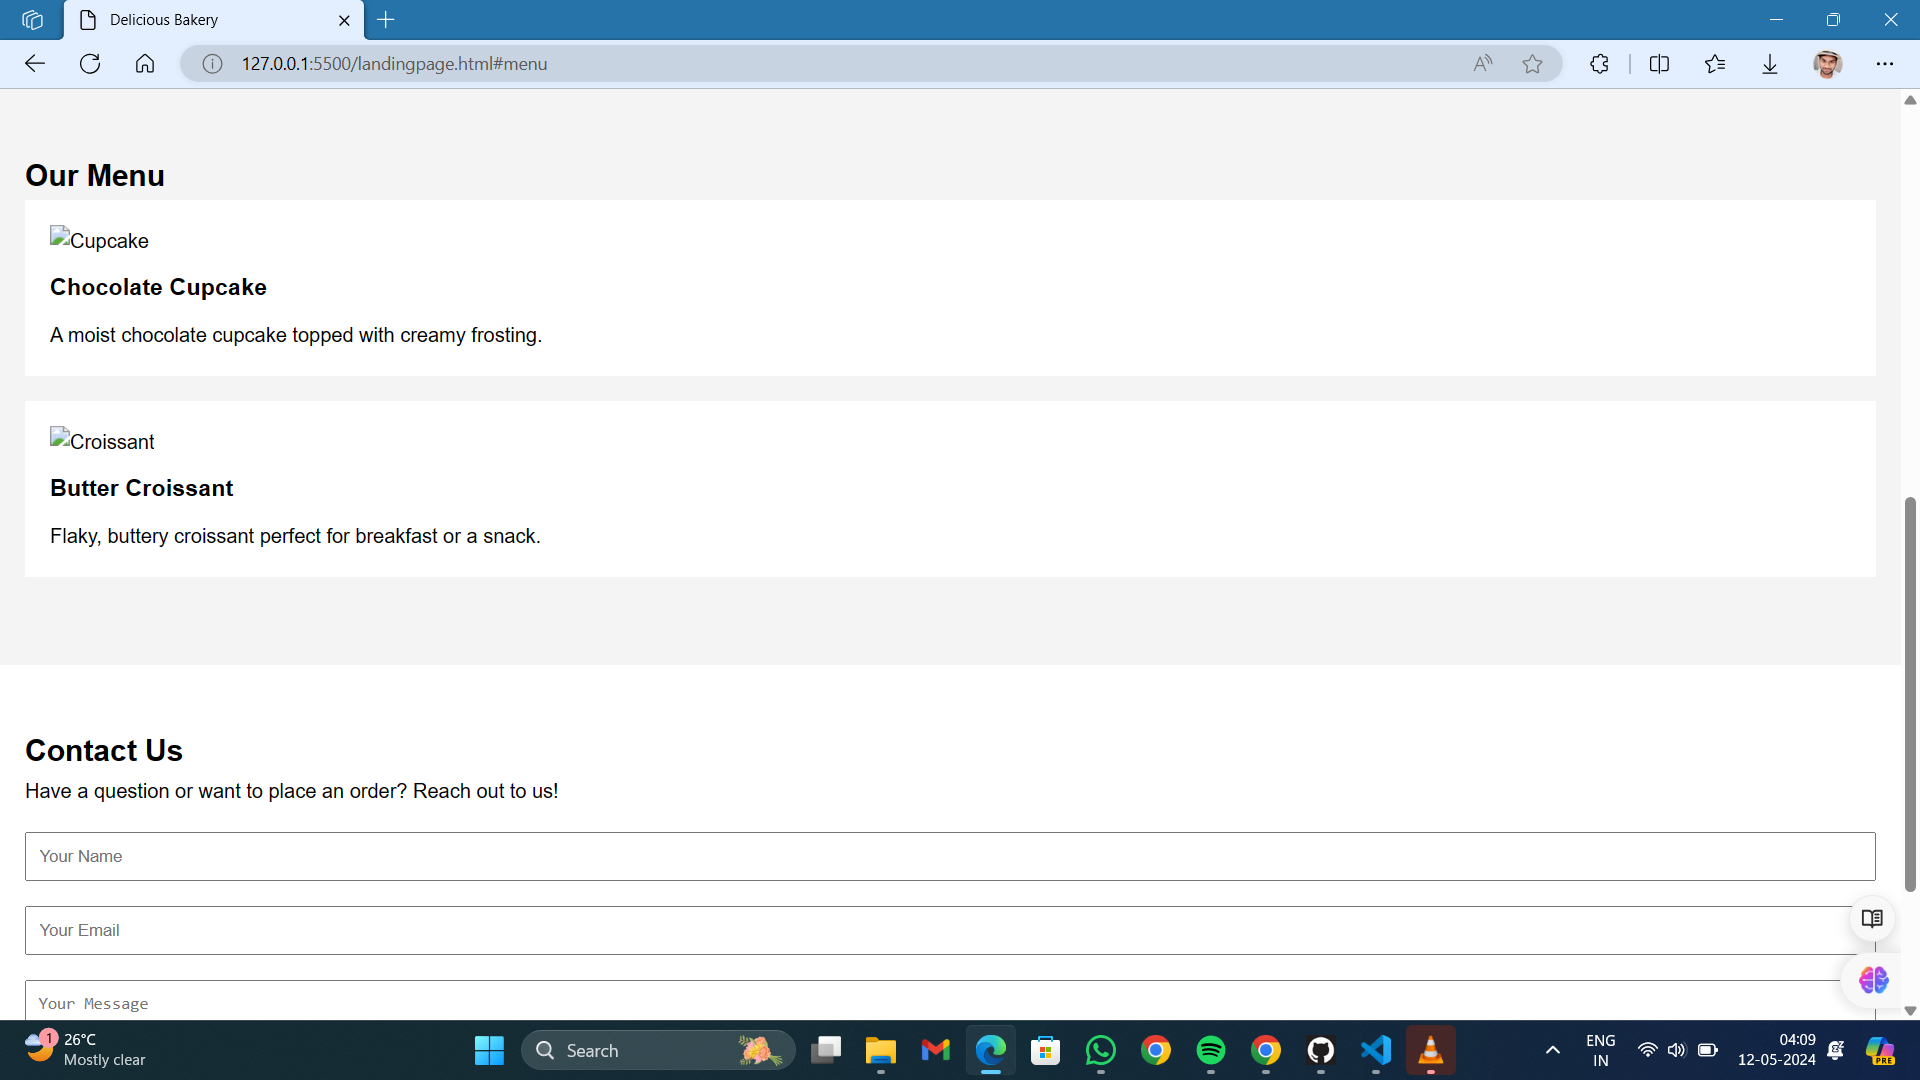 Delicious Bakery
127.0.0.1:5500/landingpage.html#menu
Our Menu
Cupcake
Chocolate Cupcake
A moist chocolate cupcake topped with creamy frosting.
Croissant
Butter Croissant
Flaky, buttery croissant perfect for breakfast or a snack.
Contact Us
Have a question or want to place an order? Reach out to us!
Your Name
Your Email
Your Message
1
26°C
Mostly clear
Search
ENG
IN
04:09
12-05-2024
PRE